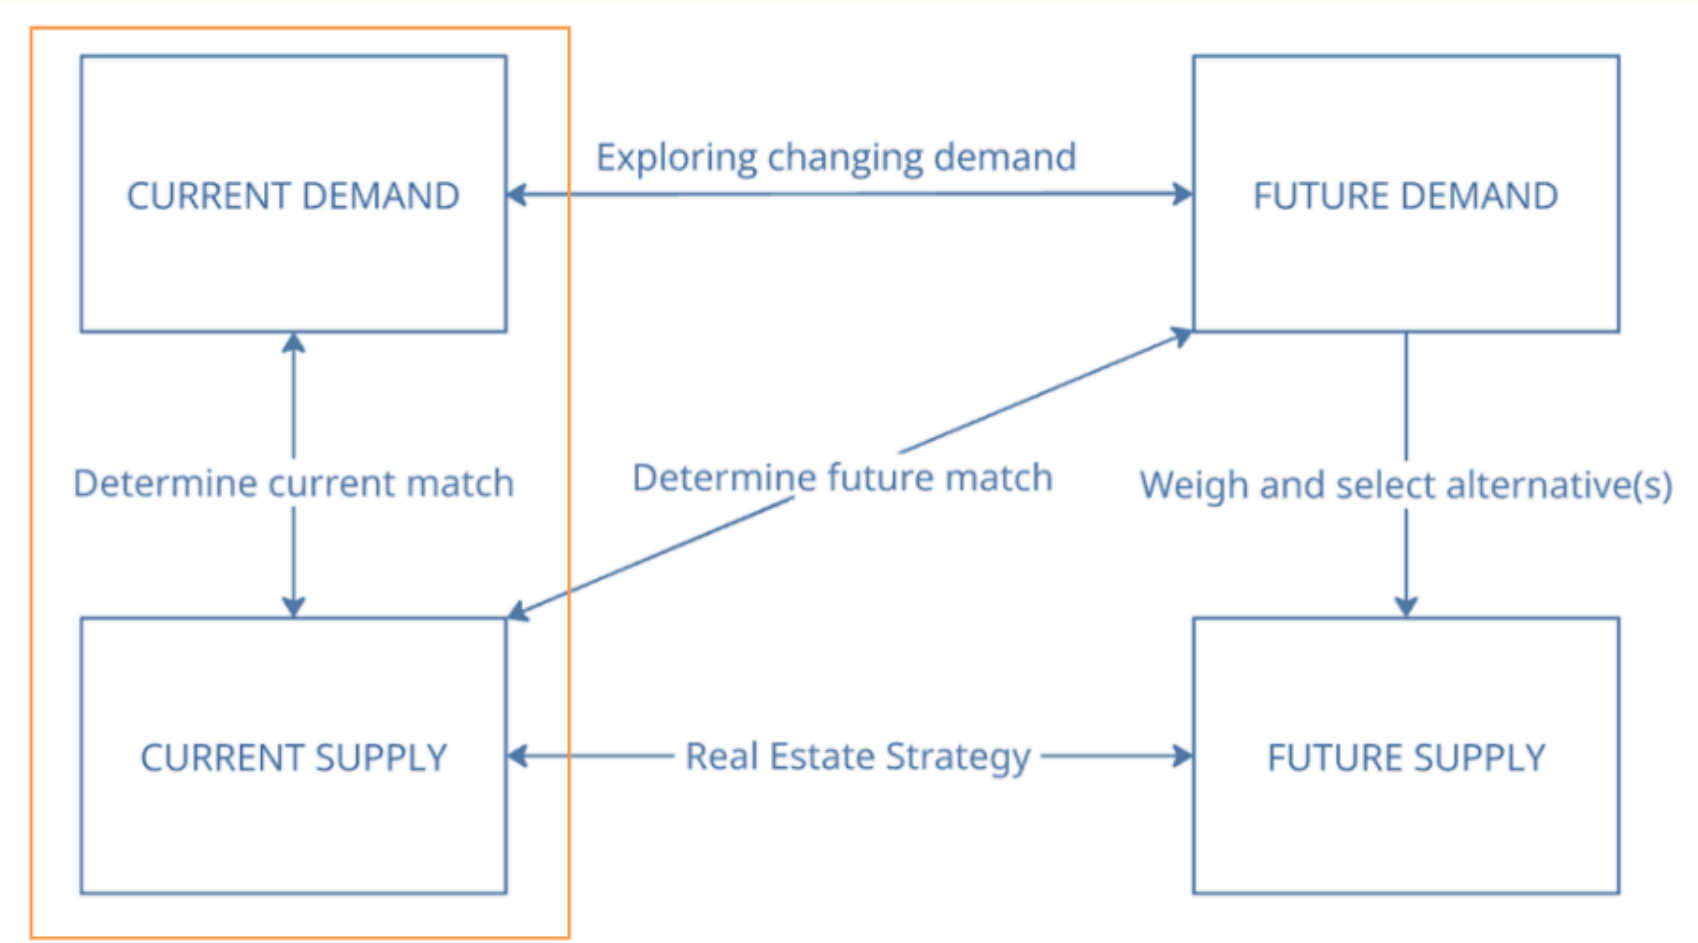 Exploring changing demand
CURRENT DEMAND
FUTURE DEMAND
Determine current match
Determine future match
Weigh and select alternative(s)
CURRENT SUPPLY
Real Estate Strategy
FUTURE SUPPLY